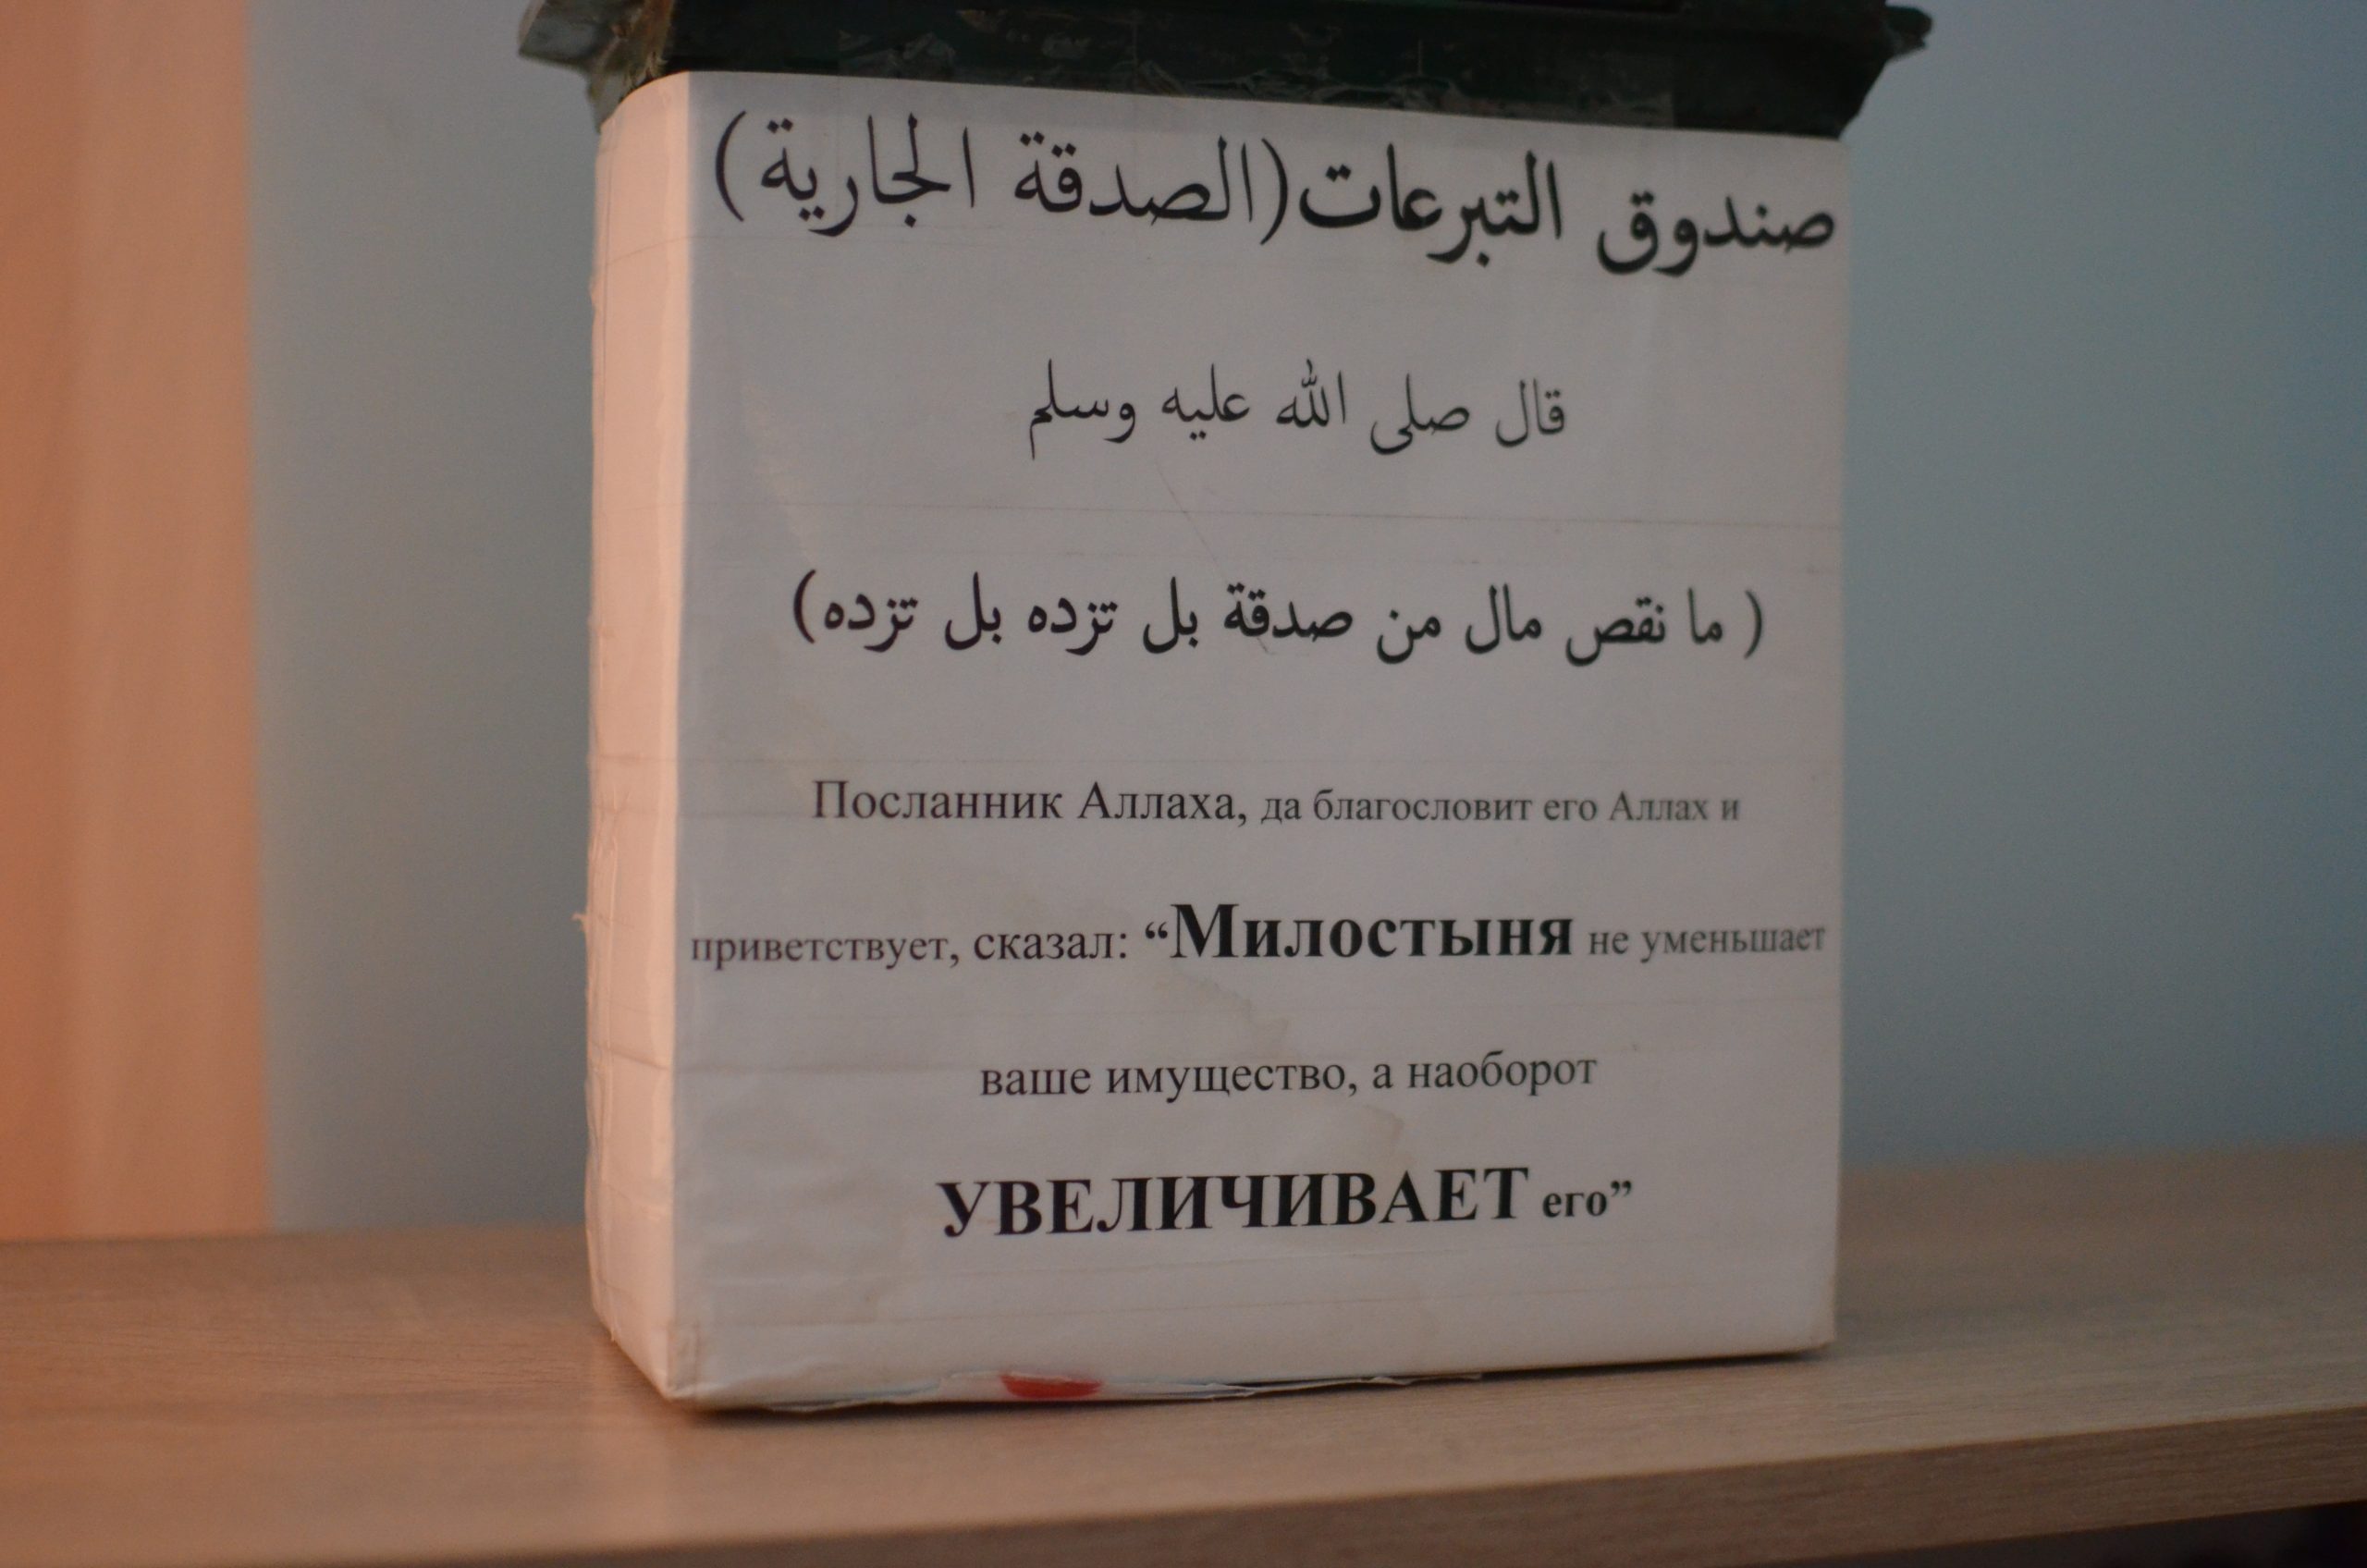 صندوق التبرعات(الصدقة الجارية)
قال صلى الله عليه وسلم
( ما نقص مال من صدقة بل تزده بل تزده)
Посланник Аллаха, да благословит его Аллах и
приветствует, сказал: “Милостыня не уменьшает
ваше имущество, а наоборот
УВЕЛИЧИВАЕТ его”